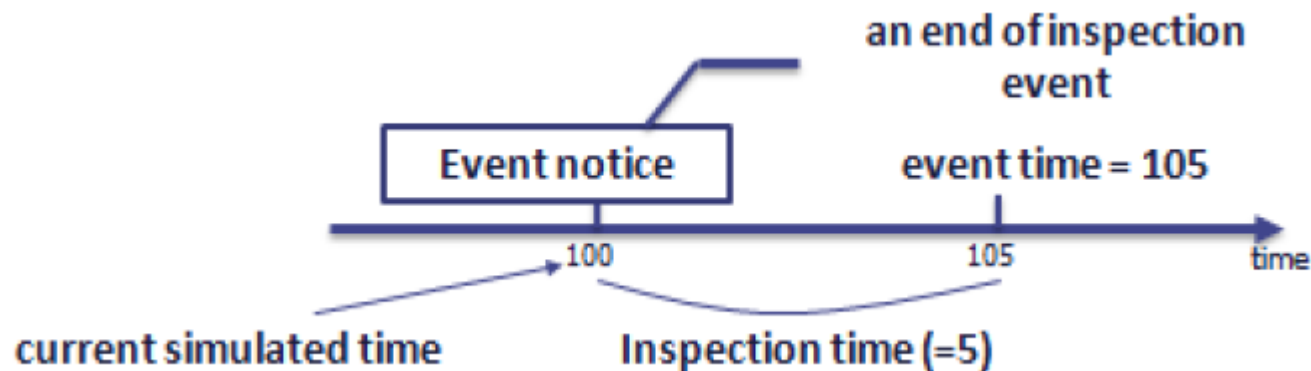 an end of inspection
event
Event notice
event time = 105
100
105
time
current simulated time
Inspection time (=5)